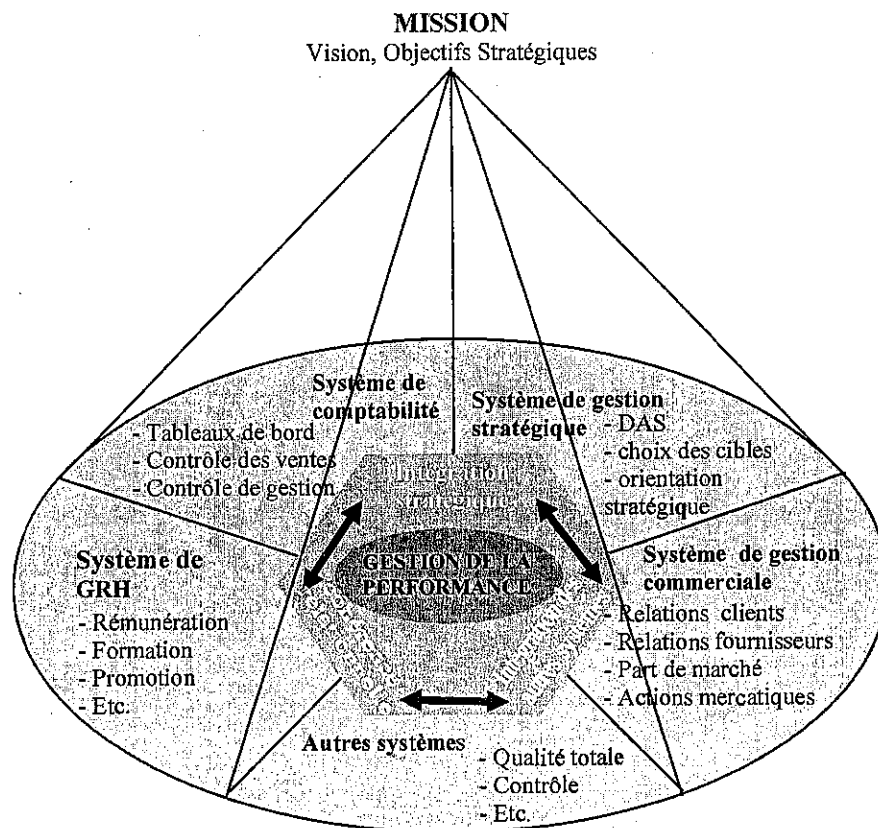 MISSION
Vision, Objectifs Stratégiques
Système de
comptabilité
- Tableaux de bord
- Contrôle des ventes
- Contrôle de gestion
Système de gestion
stratégique
- DAS
- choix des cibles
- orientation
stratégique
Intégration
GESTION DE LA
PERFORMANCE
Système de
GRH
- Rémunération
- Formation
- Promotion
- Etc.
Système de gestion
commerciale
- Relations clients
- Relations fournisseurs
- Part de marché
- Actions mercatiques
Autres systèmes
- Qualité totale
- Contrôle
- Etc.